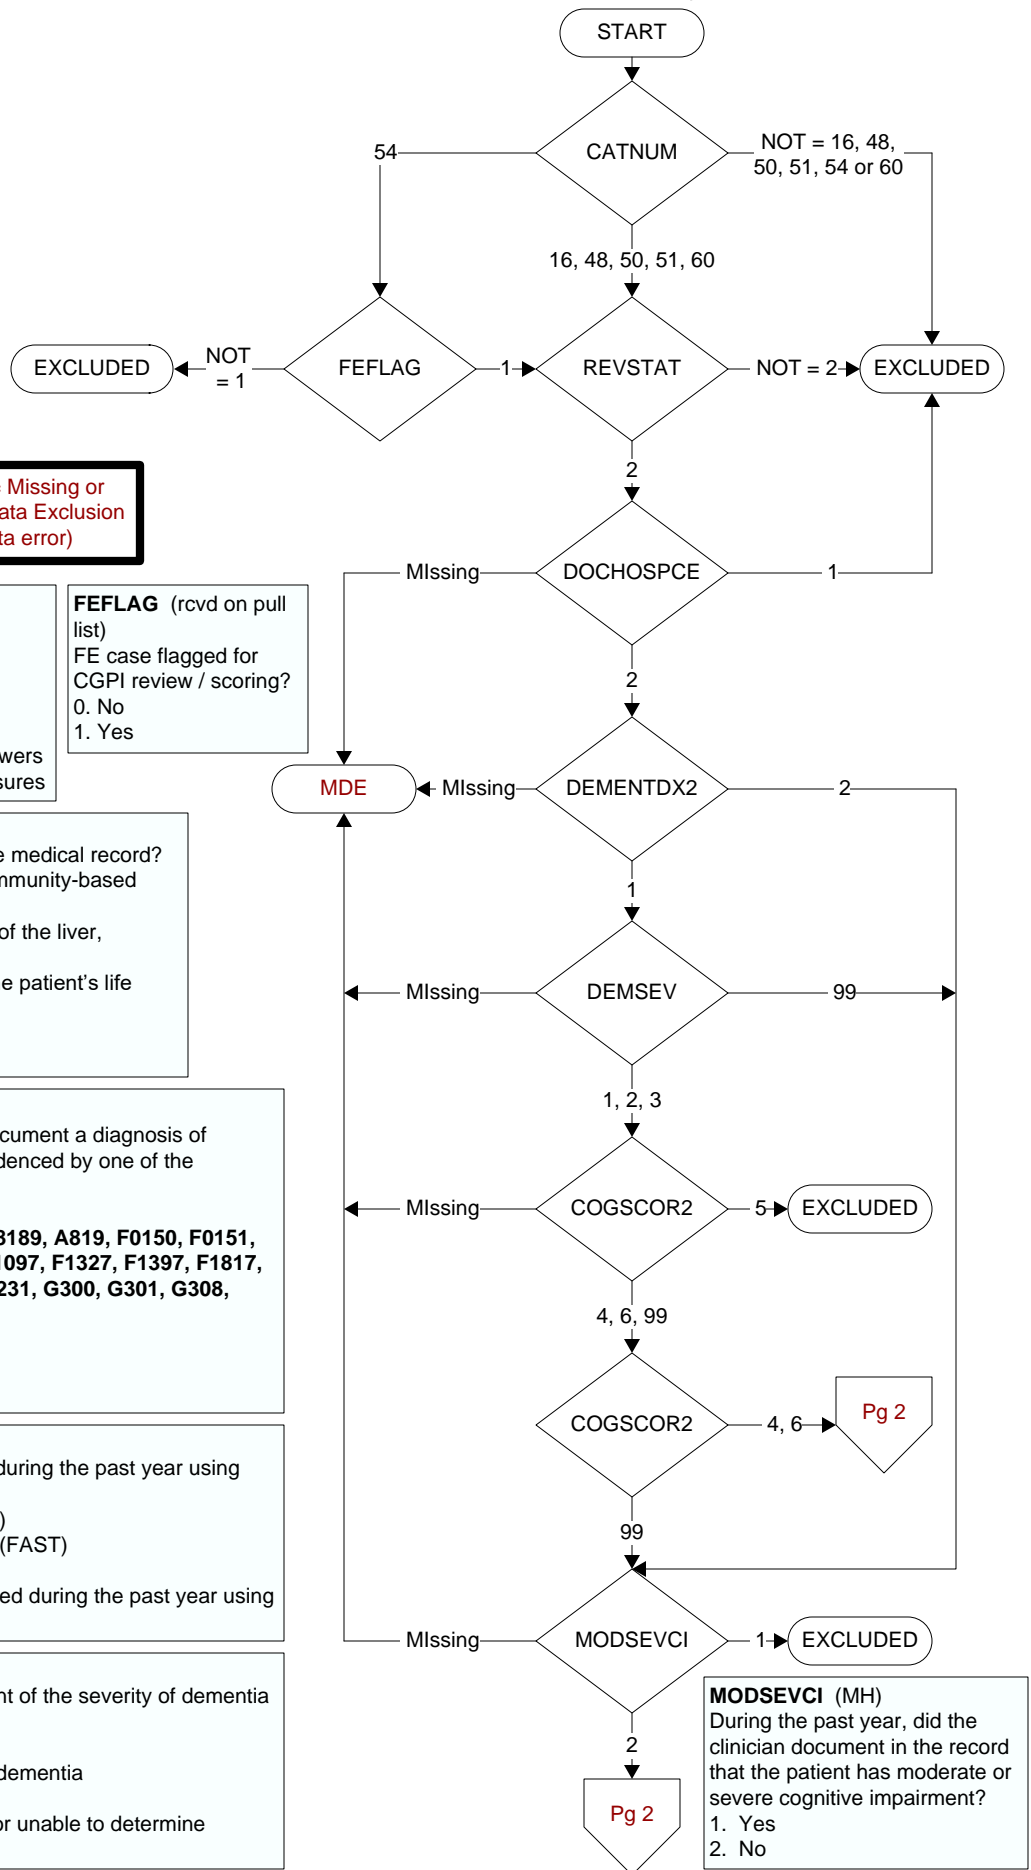 START
CATNUM
54
NOT = 16, 48,
50, 51, 54 or 60
16, 48, 50, 51, 60
EXCLUDED
NOT
= 1
FEFLAG
1
REVSTAT
NOT = 2
EXCLUDED
2
Missing or
ata Exclusion
ta error)
MIssing
DOCHOSPCE
1
FEFLAG (rcvd on pull
list)
FE case flagged for
CGPI review / scoring?
0. No
1. Yes
wers
sures
2
MDE
MIssing
DEMENTDX2
2
e medical record?
mmunity-based
of the liver,
e patient's life
1
MIssing
DEMSEV
99
1, 2, 3
cument a diagnosis of
denced by one of the
8189, A819, F0150, F0151,
1097, F1327, F1397, F1817,
231, G300, G301, G308,
MIssing
COGSCOR2
5
EXCLUDED
4, 6, 99
COGSCOR2
4, 6
Pg 2
during the past year using
)
(FAST)
ed during the past year using
99
MIssing
MODSEVCI
1
EXCLUDED
nt of the severity of dementia
dementia
or unable to determine
2
Pg 2
MODSEVCI (MH)
During the past year, did the
clinician document in the record
that the patient has moderate or
severe cognitive impairment?
1. Yes
2. No